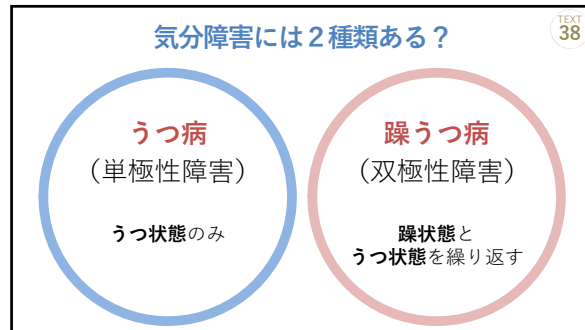 気分障害には２種類ある？
TEXT
38
うつ病
（単極性障害）
うつ状態のみ
躁うつ病
（双極性障害）
躁状態と
うつ状態を繰り返す